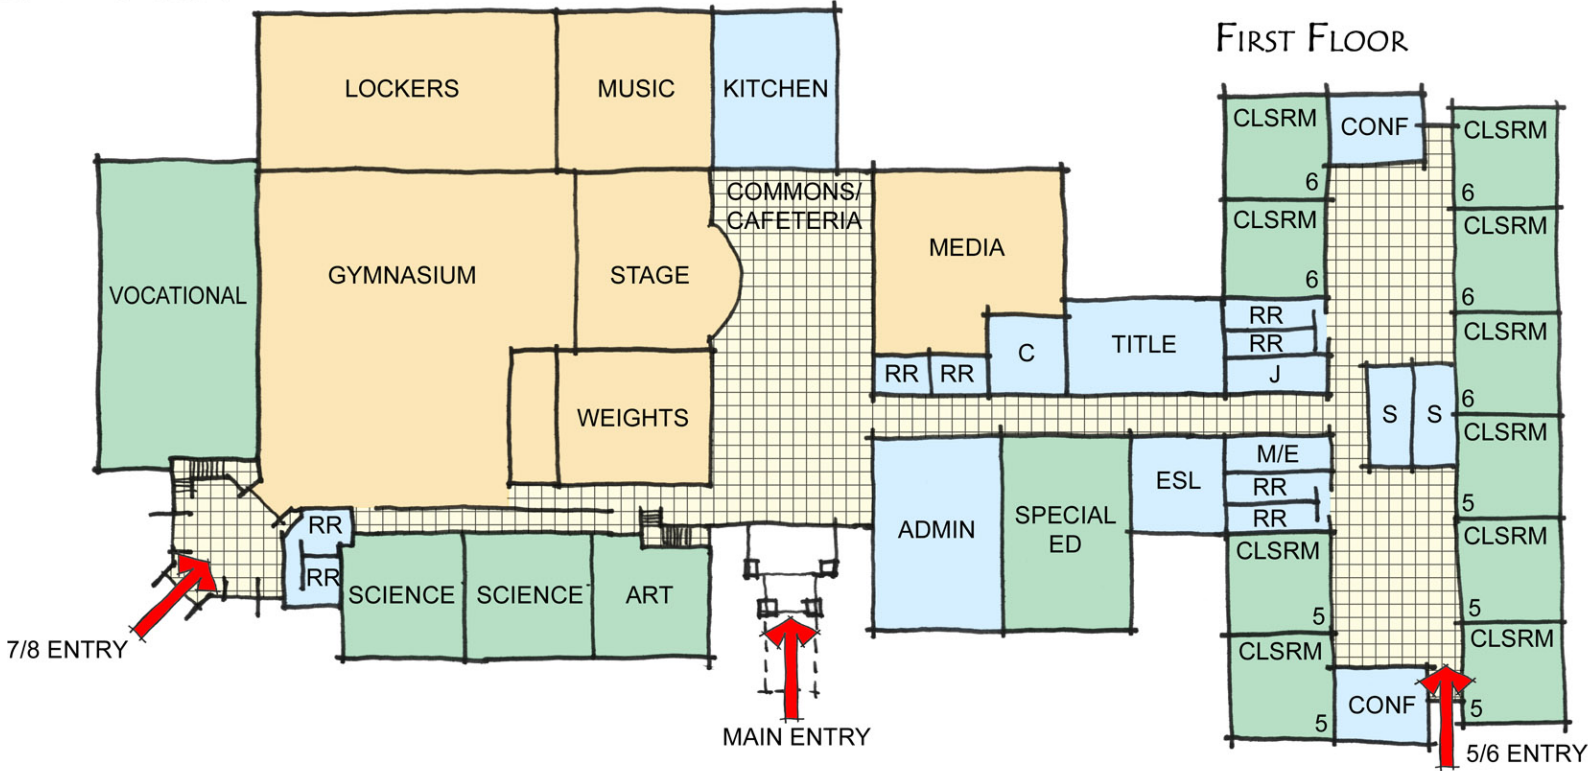 FIRST FLOOR
LOCKERS
MUSIC
KITCHEN
CLSRM
6
CONF
CLSRM
6
COMMONS/
CAFETERIA
VOCATIONAL
GYMNASIUM
STAGE
MEDIA
CLSRM
6
CLSRM
6
RR
RR
J
TITLE
C
RR
RR
CLSRM
6
S
S
WEIGHTS
CLSRM
5
M/E
RR
RR
ESL
SPECIAL
ED
ADMIN
RR
RR
SCIENCE
SCIENCE
ART
CLSRM
5
CLSRM
5
CLSRM
5
CLSRM
5
CONF
7/8 ENTRY
MAIN ENTRY
5/6 ENTRY